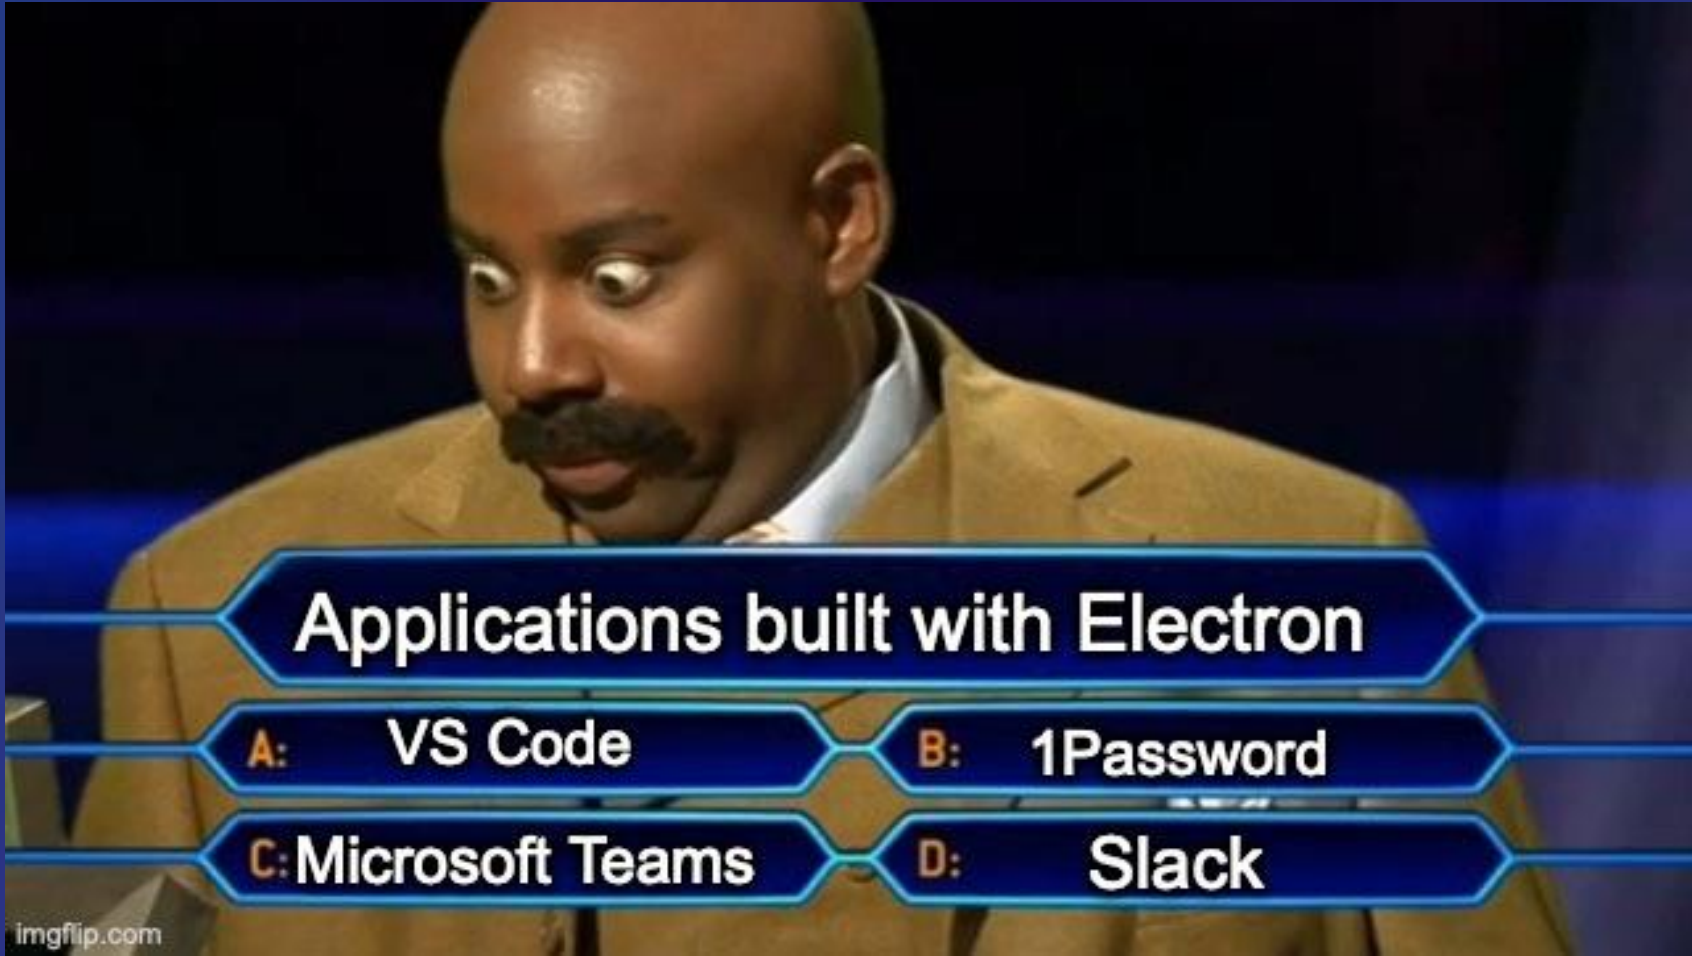 Applications built with Electron
A: VS Code
B: 1Password
C: Microsoft Teams
D: Slack
imgflip.com